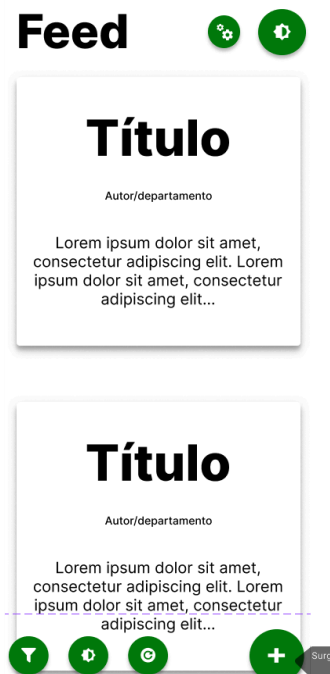 Feed
Título
Autor/departamento
Lorem ipsum dolor sit amet,
consectetur adipiscing elit. Lorem
ipsum dolor sit amet, consectetur
adipiscing elit...
Título
Autor/departamento
Lorem ipsum dolor sit amet,
consectetur adipiscing elit. Lorem
ipsum dolor sit amet, consectetur
adipiscing elit...